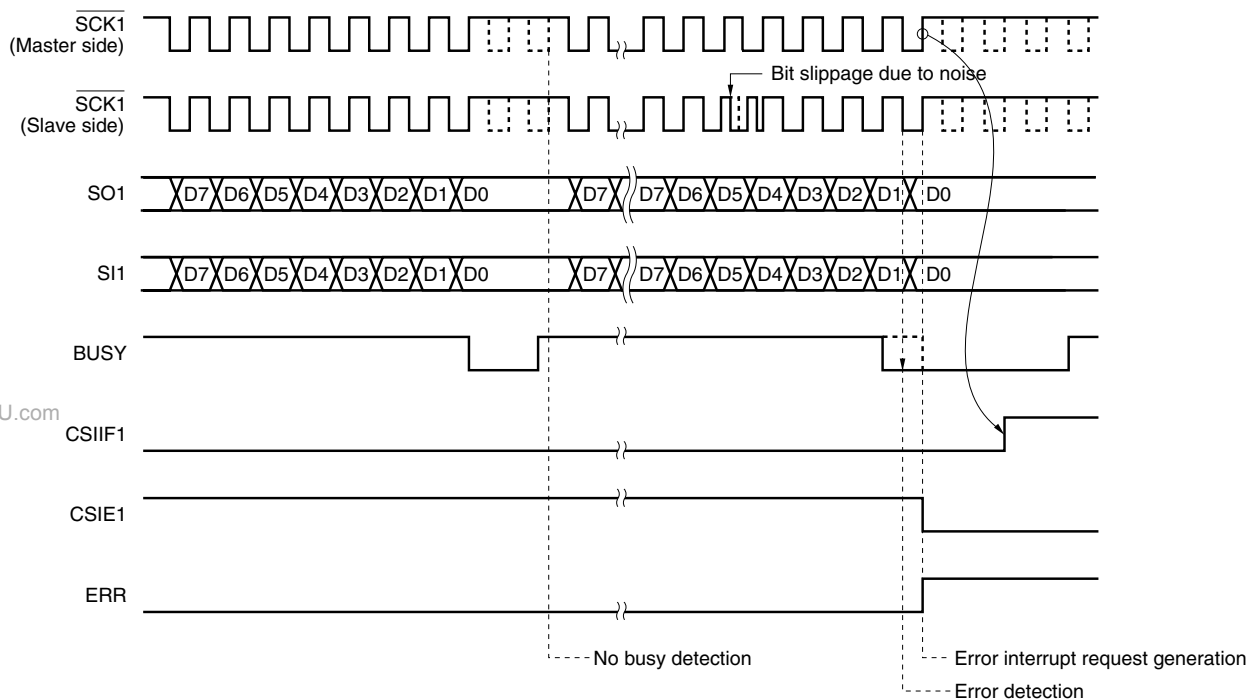 SCK1
(Master side)
Bit slippage due to noise
SCK1
(Slave side)
SO1 D7 D6 D5 D4 D3 D2 D1 D0 D7 D7 D6 D5 D4 D3 D2 D1 D0
SI1 D7 D6 D5 D4 D3 D2 D1 D0 D7 D7 D6 D5 D4 D3 D2 D1 D0
BUSY
U.com
CSIIF1
CSIE1
ERR
No busy detection
Error interrupt request generation
Error detection